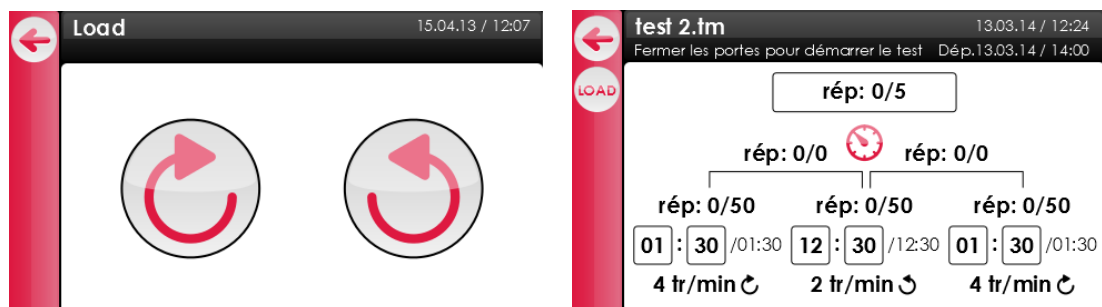 Load 15.04.13 / 12:07
test 2.tm 13.03.14 / 12:24
Fermer les portes pour démarrer le test Dép.13.03.14 / 14:00
LOAD
rép: 0/5
rép: 0/0 rép: 0/0
rép: 0/50 rép: 0/50 rép: 0/50
01 : 30 /01:30 12 : 30 /12:30 01 : 30 /01:30
4 tr/min 2 tr/min 4 tr/min